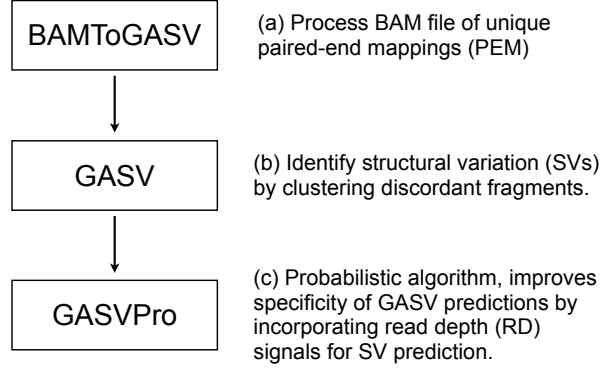 BAMToGASV
(a) Process BAM file of unique
paired-end mappings (PEM)
GASV
(b) Identify structural variation (SVs)
by clustering discordant fragments.
GASVPro
(c) Probabilistic algorithm, improves
specificity of GASV predictions by
incorporating read depth (RD)
signals for SV prediction.